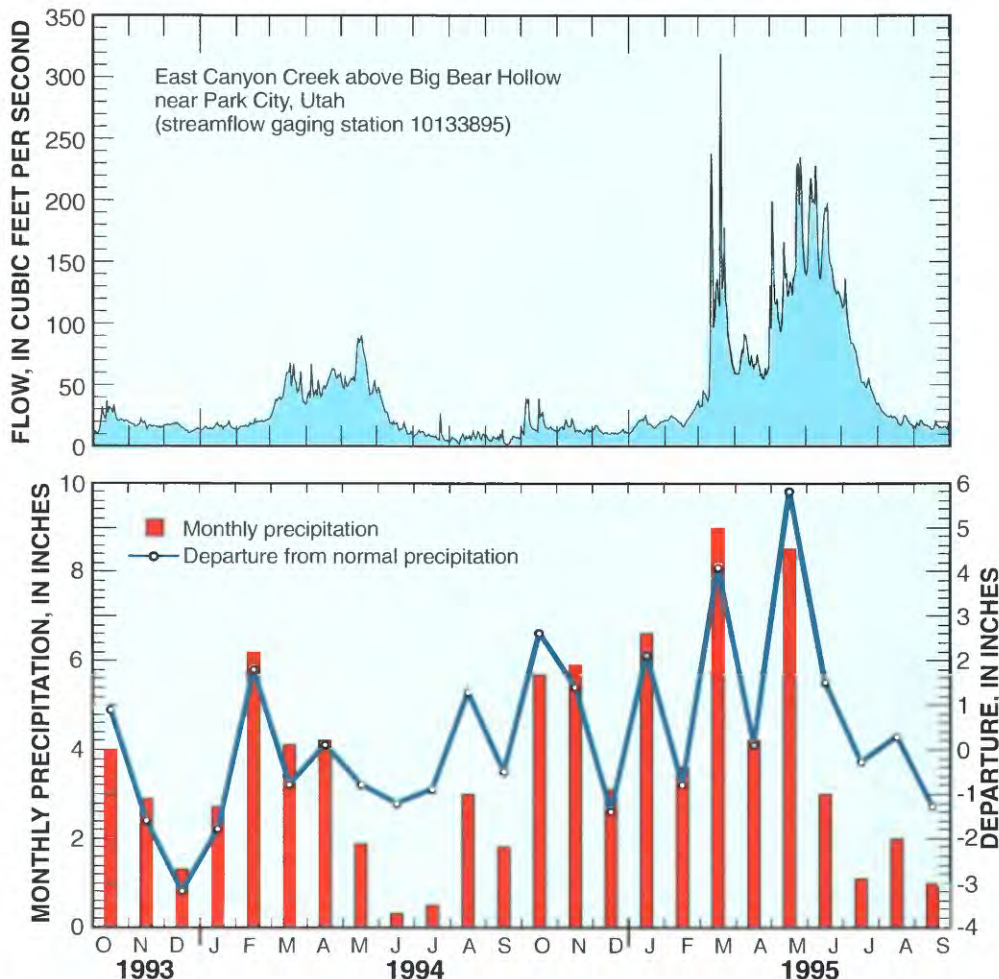 FLOW, IN CUBIC FEET PER SECOND
350
300
250
200
150
100
50
0
East Canyon Creek above Big Bear Hollow
near Park City, Utah
(streamflow gaging station 10133895)
MONTHLY PRECIPITATION, IN INCHES
10
8
6
4
2
0
Monthly precipitation
Departure from normal precipitation
6
5
4
3
2
1
0
-1
-2
-3
-4
DEPARTURE, IN INCHES
O N D J F M A M J J A S O N D J F M A M J J A S
1993 1994 1995